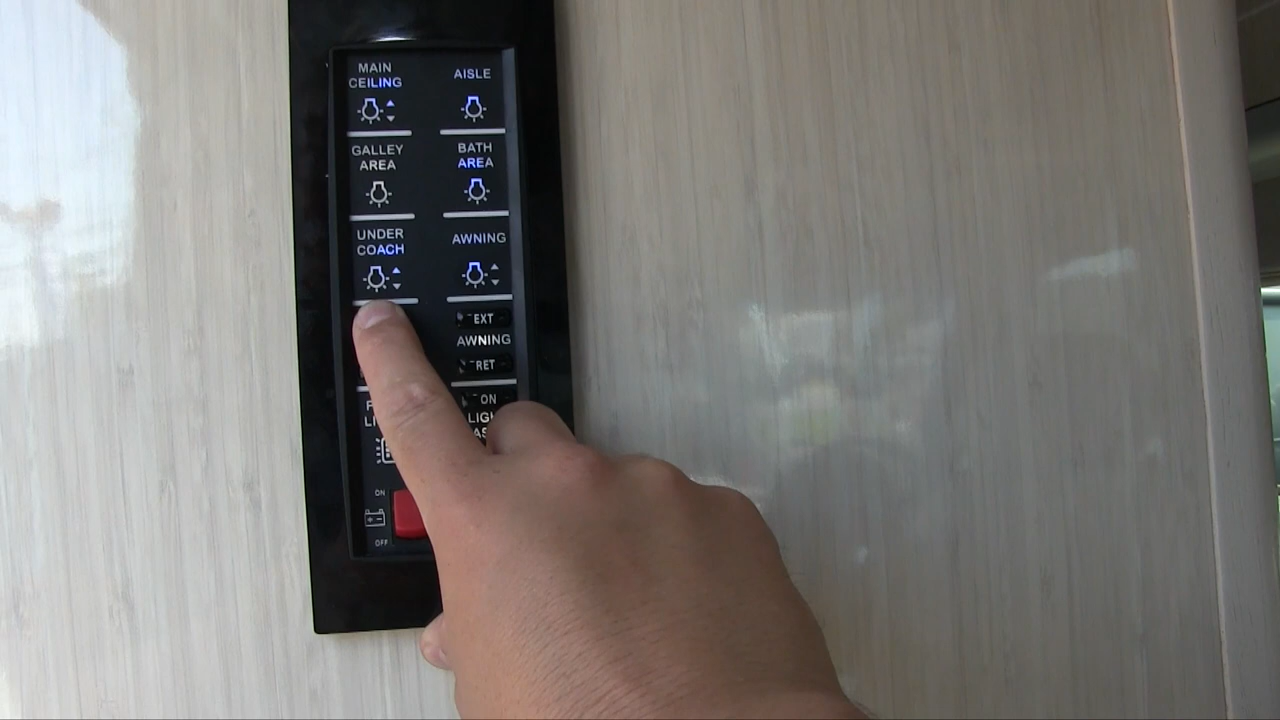 MAIN
CEILING
AISLE
GALLEY
AREA
BATH
AREA
UNDER
COACH
AWNING
EXT
AWNING
RET
ON
ON
OFF